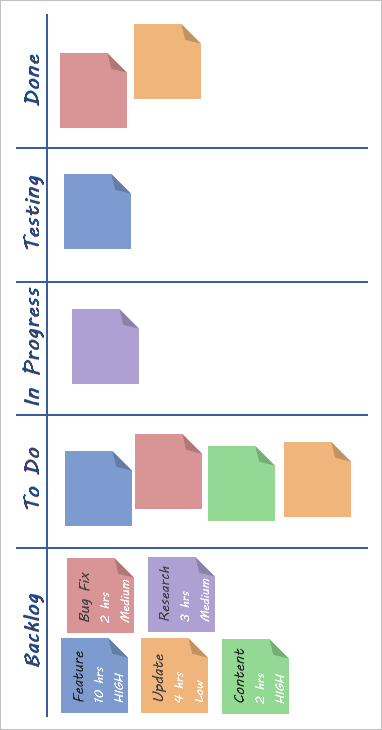 Backlog
To Do
In Progress
Testing
Done
Feature
10 hrs
HIGH
Bug Fix
2 hrs
Medium
Update
4 hrs
Low
Research
3 hrs
Medium
Content
2 hrs
HIGH